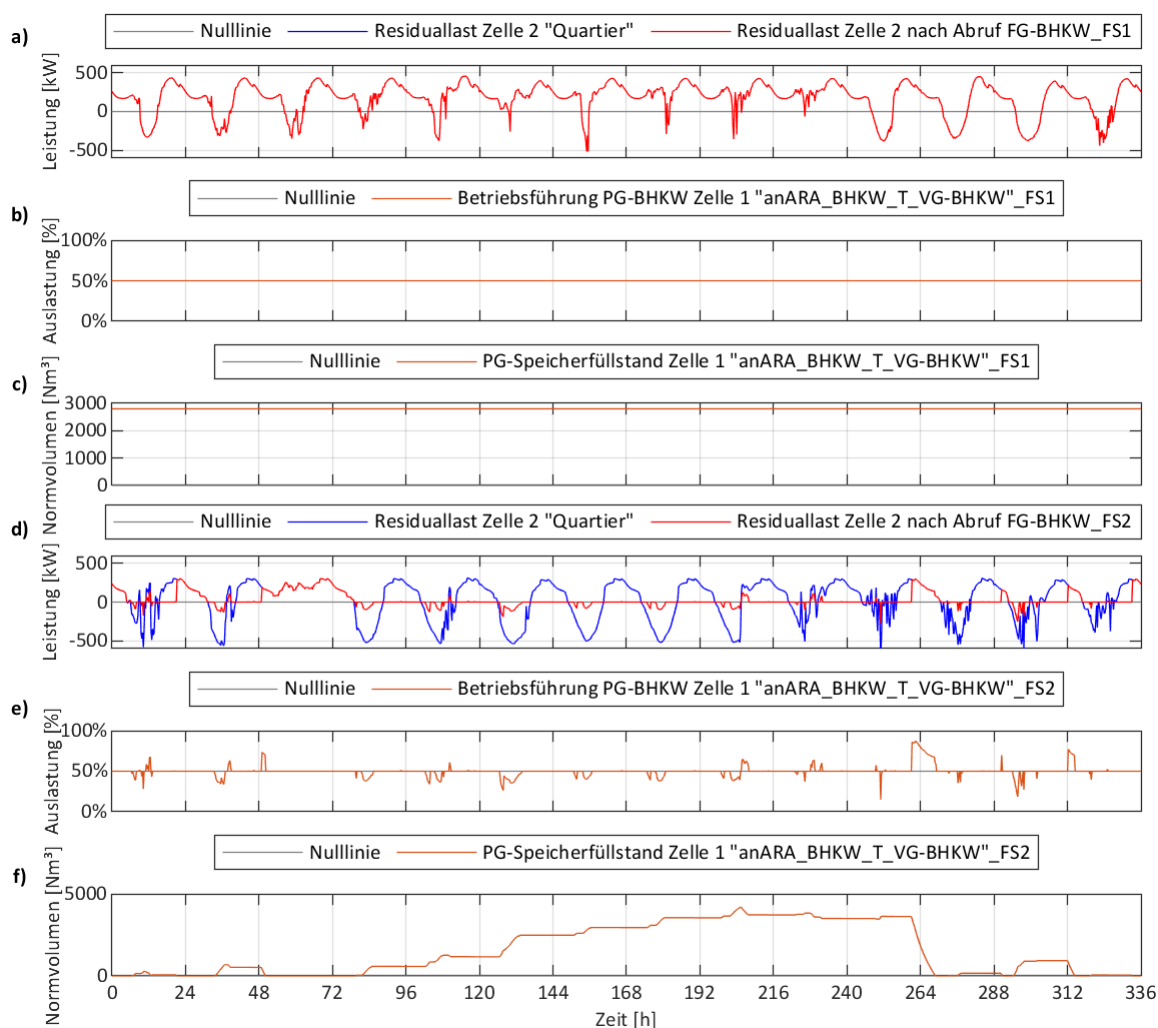 a)
Nulllinie Residuallast Zelle 2 "Quartier" Residuallast Zelle 2 nach Abruf FG-BHKW_FS1
Leistung [kW]
500
0
-500
b)
Nulllinie Betriebsführung PG-BHKW Zelle 1 "anARA_BHKW_T_VG-BHKW"_FS1
Auslastung [%]
100%
50%
0%
c)
Nulllinie PG-Speicherfüllstand Zelle 1 "anARA_BHKW_T_VG-BHKW"_FS1
Normvolumen [Nm³]
3000
2000
1000
0
d)
Nulllinie Residuallast Zelle 2 "Quartier" Residuallast Zelle 2 nach Abruf FG-BHKW_FS2
Leistung [kW]
500
0
-500
e)
Nulllinie Betriebsführung PG-BHKW Zelle 1 "anARA_BHKW_T_VG-BHKW"_FS2
Auslastung [%]
100%
50%
0%
f)
Nulllinie PG-Speicherfüllstand Zelle 1 "anARA_BHKW_T_VG-BHKW"_FS2
Normvolumen [Nm³]
5000
0
0 24 48 72 96 120 144 168 192 216 240 264 288 312 336
Zeit [h]